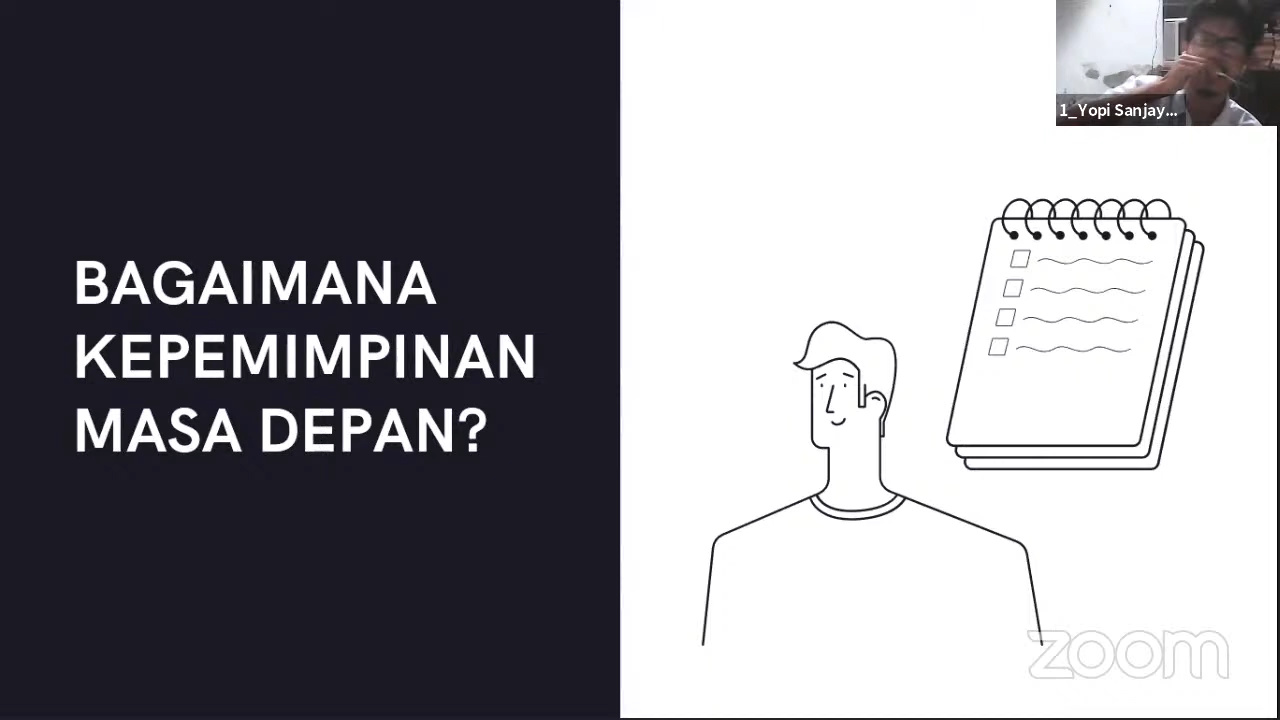 1_Yopi Sanjay...
BAGAIMANA
KEPEMIMPINAN
MASA DEPAN?
zoom